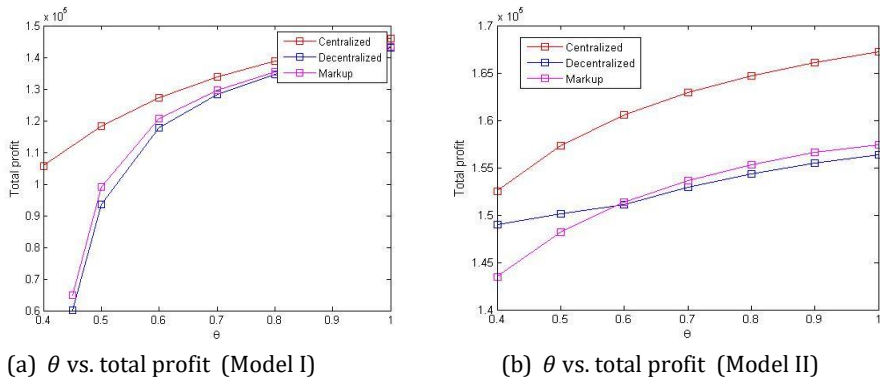 × 10⁵
1.5
1.4
1.3
1.2
1.1
1
0.9
0.8
0.7
0.6
Total profit
Centralized
Decentralized
Markup
0.4 0.5 0.6 0.7 0.8 0.9 1
θ
(a) θ vs. total profit (Model I)
× 10⁵
1.7
1.65
1.6
1.55
1.5
1.45
1.4
Total profit
Centralized
Decentralized
Markup
0.4 0.5 0.6 0.7 0.8 0.9 1
θ
(b) θ vs. total profit (Model II)